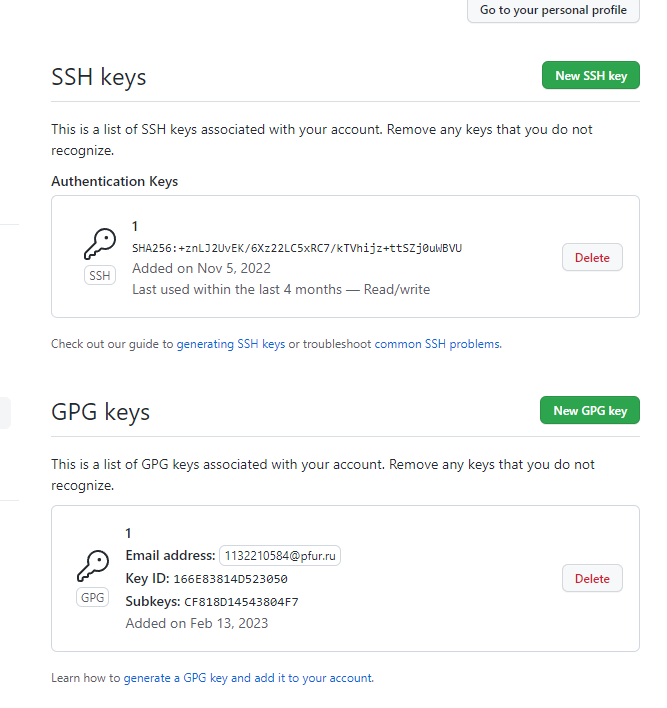 Go to your personal profile
SSH keys
New SSH key
This is a list of SSH keys associated with your account. Remove any keys that you do not
recognize.
Authentication Keys
1
SHA256:+znLJ2UvEK/6Xz22LC5xRC7/kTVhijz+ttSZj0uWBVU
SSH
Added on Nov 5, 2022
Last used within the last 4 months — Read/write
Delete
Check out our guide to generating SSH keys or troubleshoot common SSH problems.
GPG keys
New GPG key
This is a list of GPG keys associated with your account. Remove any keys that you do not
recognize.
1
Email address: 1132210584@pfur.ru
Key ID: 166E83814D523050
GPG
Subkeys: CF818D14543804F7
Added on Feb 13, 2023
Delete
Learn how to generate a GPG key and add it to your account.